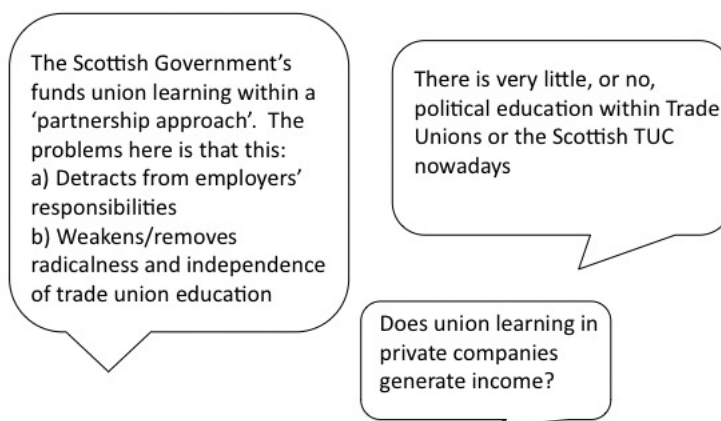 The Scottish Government’s
funds union learning within a
‘partnership approach’.  The
problems here is that this:
a) Detracts from employers’
responsibilities
b) Weakens/removes
radicalness and independence
of trade union education
There is very little, or no,
political education within Trade
Unions or the Scottish TUC
nowadays
Does union learning in
private companies
generate income?